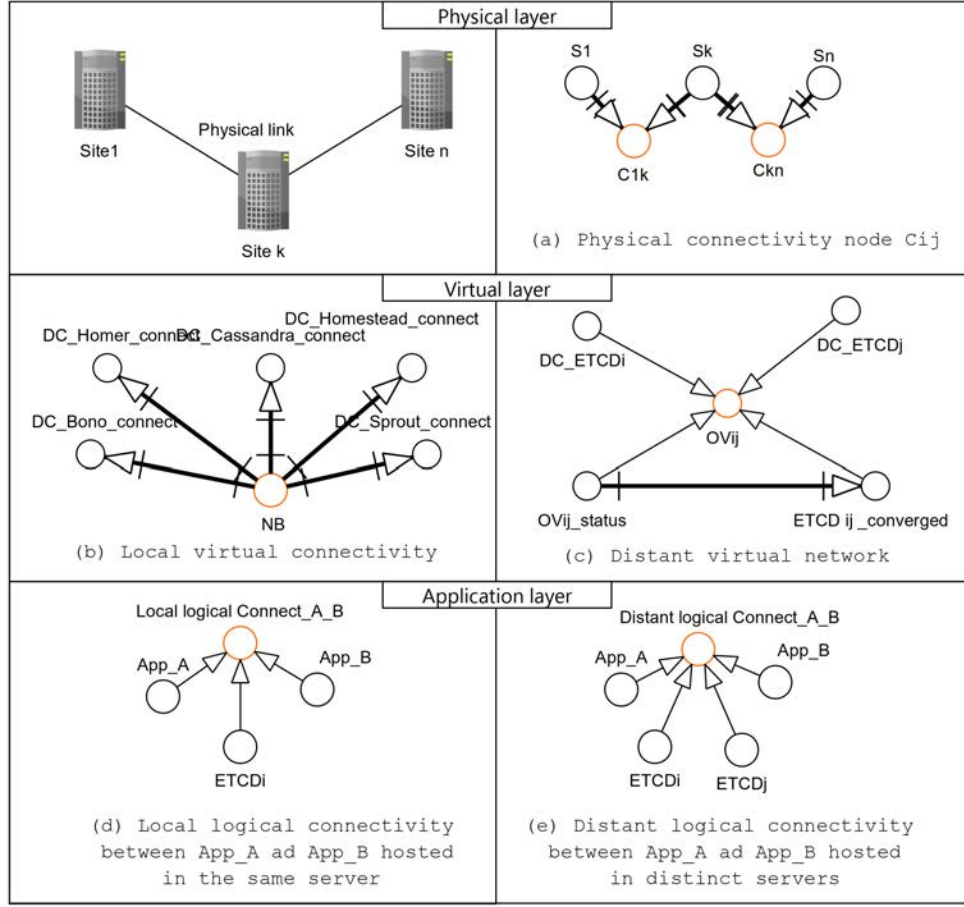 Physical layer
Site1
Physical link
Site n
Site k
S1
Sk
Sn
C1k
Ckn
(a) Physical connectivity node Cij
Virtual layer
DC_Homer_connect
DC_Cassandra_connect
DC_Homestead_connect
DC_Bono_connect
DC_Sprout_connect
NB
(b) Local virtual connectivity
DC_ETCDi
DC_ETCDj
OVij
OVij_status
ETCD ij _converged
(c) Distant virtual network
Application layer
Local logical Connect_A_B
App_A
App_B
ETCDi
(d) Local logical connectivity
between App_A ad App_B hosted
in the same server
Distant logical Connect_A_B
App_A
App_B
ETCDi
ETCDj
(e) Distant logical connectivity
between App_A ad App_B hosted
in distinct servers